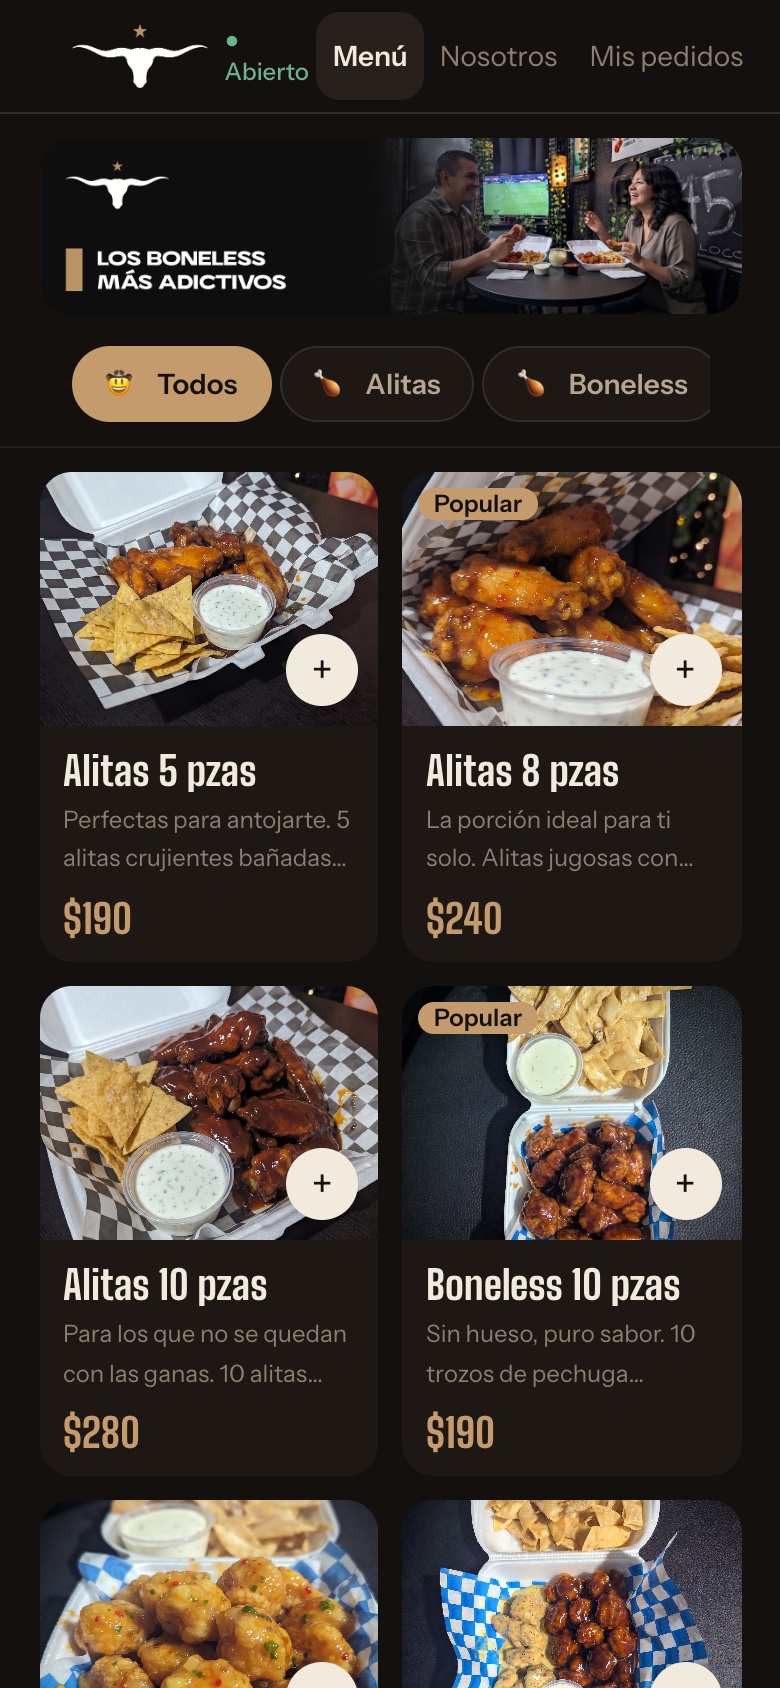 Abierto
Menú
Nosotros
Mis pedidos
LOS BONELESS
MÁS ADICTIVOS
Todos
Alitas
Boneless
Popular
Alitas 5 pzas
Perfectas para antojarte. 5
alitas crujientes bañadas...
$190
Alitas 8 pzas
La porción ideal para ti
solo. Alitas jugosas con...
$240
Popular
Alitas 10 pzas
Para los que no se quedan
con las ganas. 10 alitas...
$280
Boneless 10 pzas
Sin hueso, puro sabor. 10
trozos de pechuga...
$190